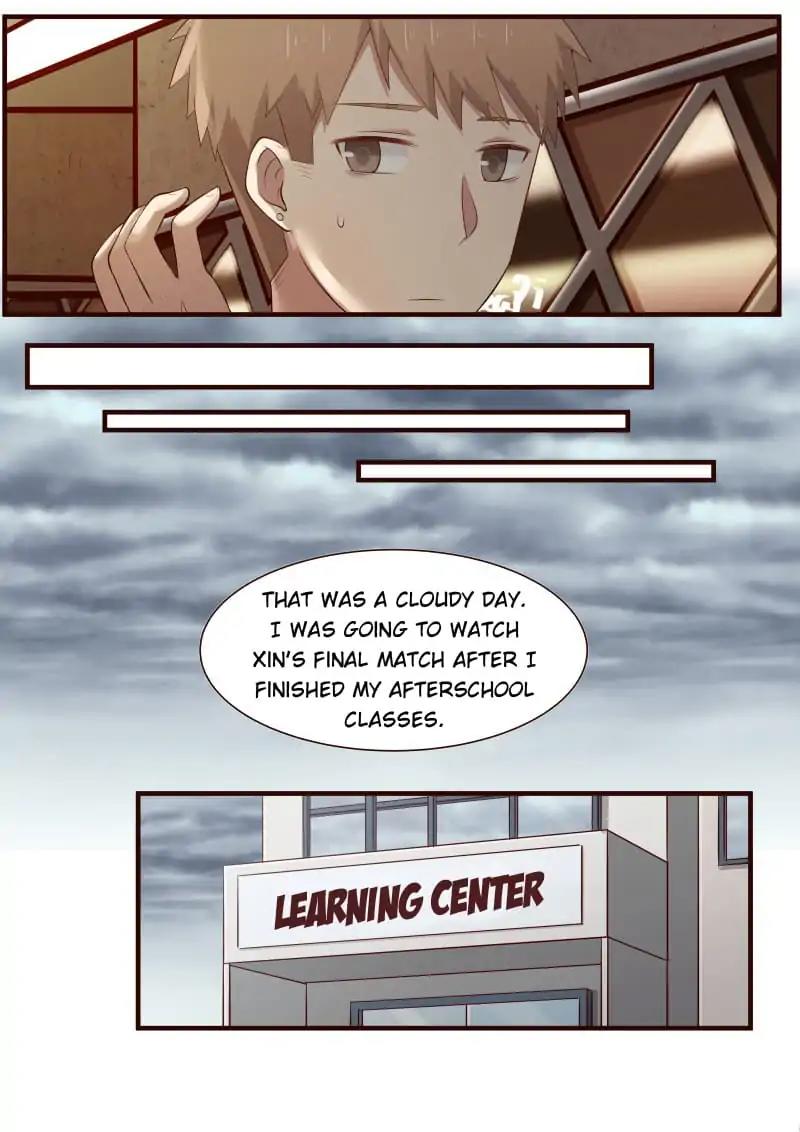 THAT WAS A CLOUDY DAY.
I WAS GOING TO WATCH
XIN'S FINAL MATCH AFTER I
FINISHED MY AFTERSCHOOL
CLASSES.
LEARNING CENTER